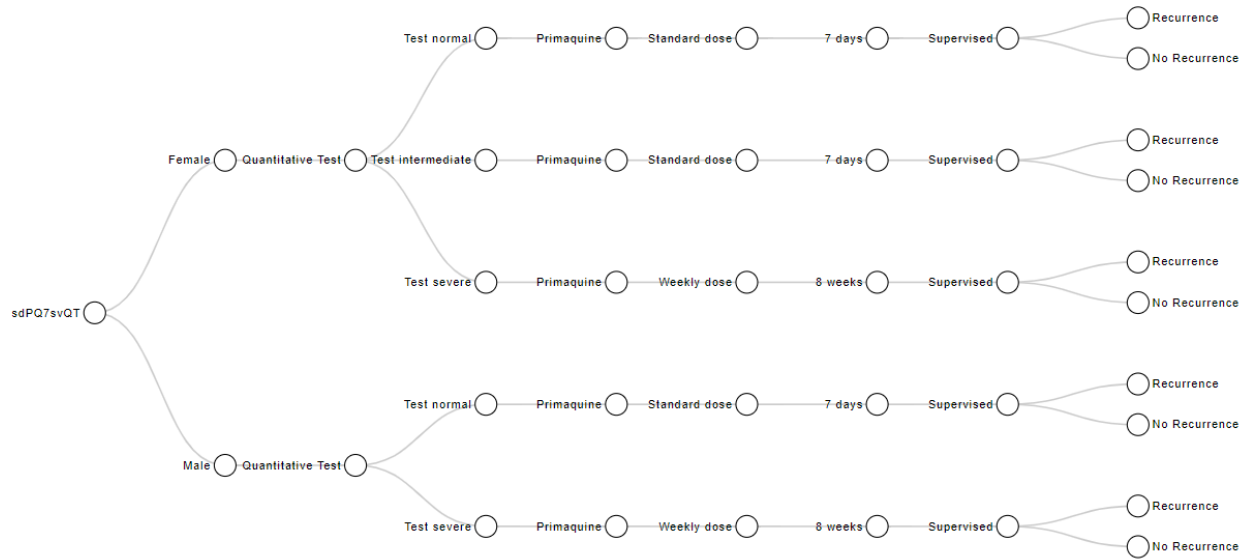 Recurrence
Test normal Primaquine Standard dose 7 days Supervised
No Recurrence
Recurrence
Female Quantitative Test Test intermediate Primaquine Standard dose 7 days Supervised
No Recurrence
Recurrence
Test severe Primaquine Weekly dose 8 weeks Supervised
No Recurrence
sdPQ7svQT
Recurrence
Test normal Primaquine Standard dose 7 days Supervised
No Recurrence
Male Quantitative Test
Recurrence
Test severe Primaquine Weekly dose 8 weeks Supervised
No Recurrence